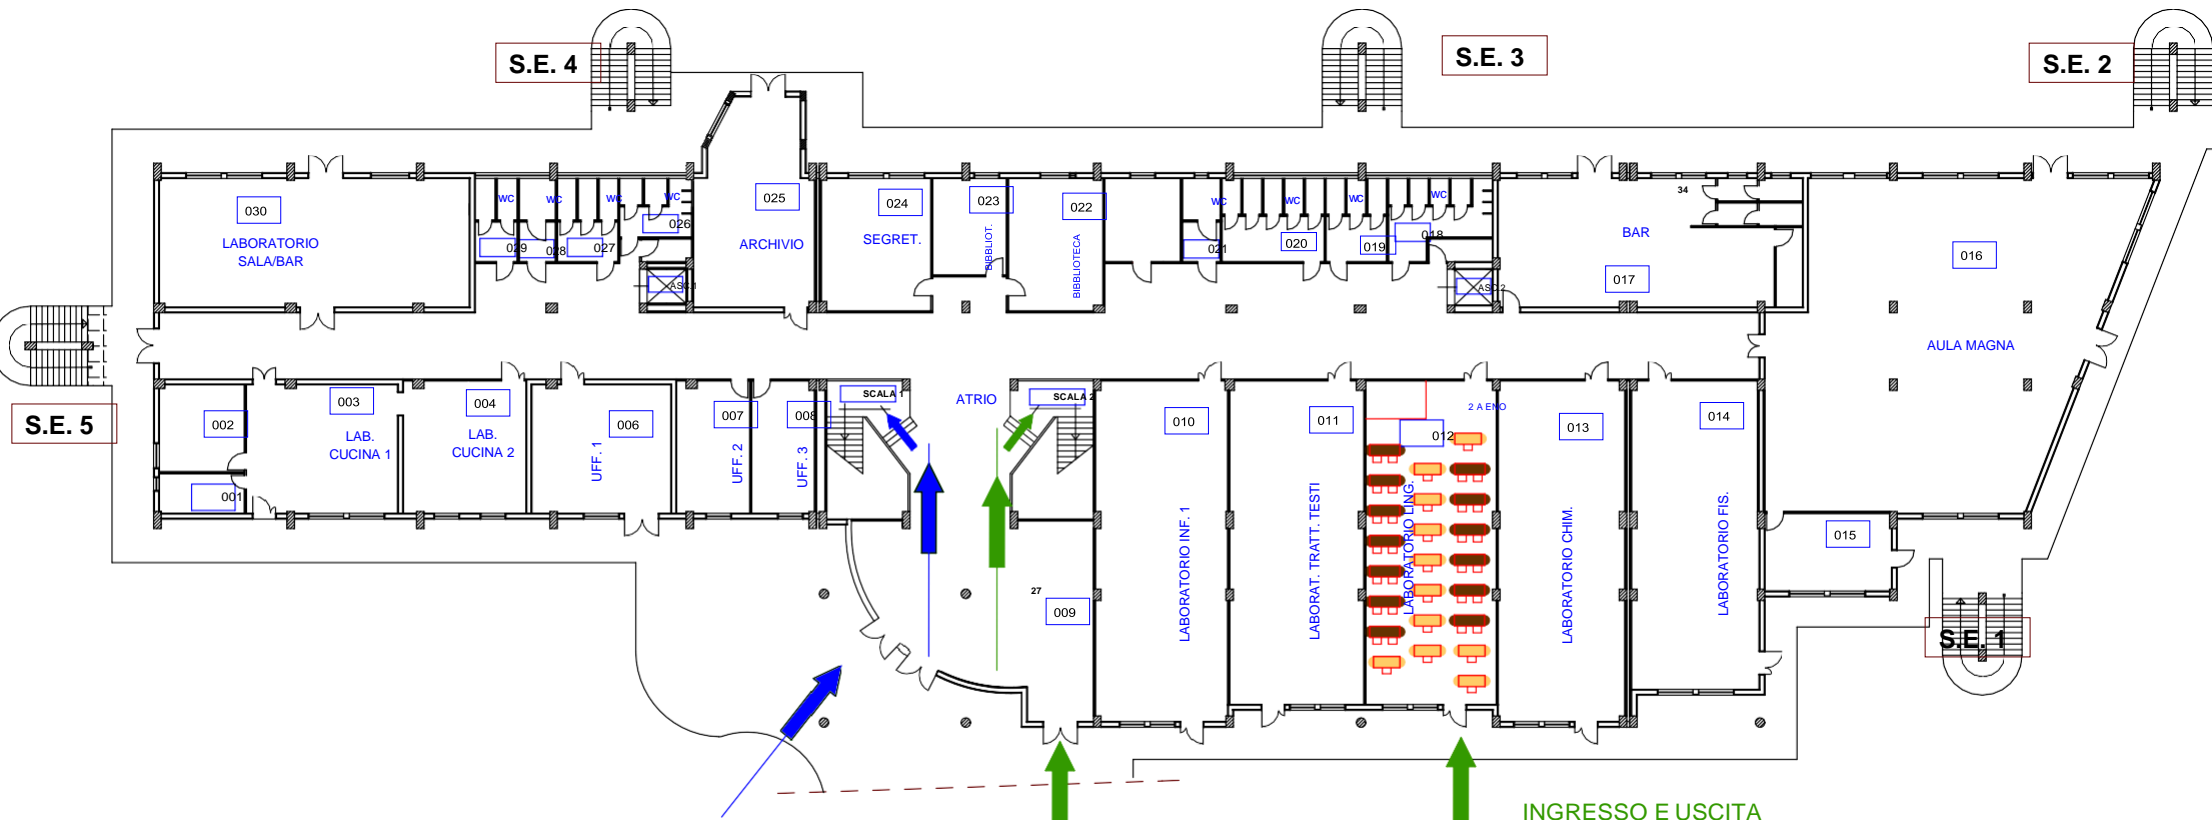 S.E. 4
S.E. 3
S.E. 2
030
LABORATORIO
SALA/BAR
WC
WC
WC
WC
029
028
027
026
ASC.1
025
ARCHIVIO
024
SEGRET.
023
BIBBLIOT.
022
BIBBLIOTECA
WC
WC
WC
WC
021
020
019
018
ASC.2
34
BAR
017
016
AULA MAGNA
S.E. 5
002
001
003
LAB.
CUCINA 1
004
LAB.
CUCINA 2
006
UFF. 1
007
UFF. 2
008
UFF. 3
SCALA 1
ATRIO
SCALA 2
27
009
010
LABORATORIO INF. 1
011
LABORAT. TRATT. TESTI
2 A ENO
012
LABORATORIO LING.
013
LABORATORIO CHIM.
014
LABORATORIO FIS.
015
S.E. 1
INGRESSO E USCITA